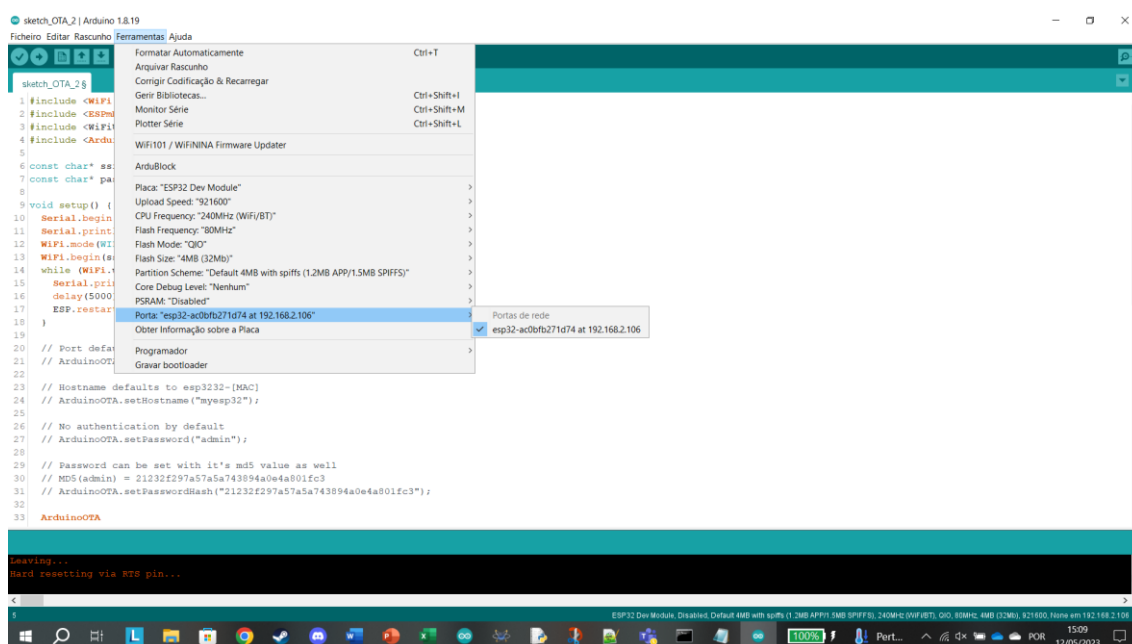 sketch_OTA_2 | Arduino 1.8.19
Ficheiro Editar Rascunho Ferramentas Ajuda
Formatar Automaticamente Ctrl+T
Arquivar Rascunho
Corrigir Codificação & Recarregar
Gerir Bibliotecas... Ctrl+Shift+I
Monitor Série Ctrl+Shift+M
Plotter Série Ctrl+Shift+L
WiFi101 / WiFiNINA Firmware Updater
ArduBlock
Placa: "ESP32 Dev Module"
Upload Speed: "921600"
CPU Frequency: "240MHz (WiFi/BT)"
Flash Frequency: "80MHz"
Flash Mode: "QIO"
Flash Size: "4MB (32Mb)"
Partition Scheme: "Default 4MB with spiffs (1.2MB APP/1.5MB SPIFFS)"
Core Debug Level: "Nenhum"
PSRAM: "Disabled"
Porta: "esp32-ac0bfb271d74 at 192.168.2.106"
Obter Informação sobre a Placa
Programador
Gravar bootloader
Portas de rede
esp32-ac0bfb271d74 at 192.168.2.106
sketch_OTA_2 §
1 #include <WiFi
2 #include <ESPm
3 #include <WiFi
4 #include <Ardu
5
6 const char* ss
7 const char* pa
8
9 void setup() {
10 Serial.begin
11 Serial.print
12 WiFi.mode(WI
13 WiFi.begin(s
14 while (WiFi.
15 Serial.pri
16 delay(5000
17 ESP.restar
18 }
19
20 // Port defa
21 // ArduinoOT
22
23 // Hostname defaults to esp3232-[MAC]
24 // ArduinoOTA.setHostname("myesp32");
25
26 // No authentication by default
27 // ArduinoOTA.setPassword("admin");
28
29 // Password can be set with it's md5 value as well
30 // MD5(admin) = 21232f297a57a5a743894a0e4a801fc3
31 // ArduinoOTA.setPasswordHash("21232f297a57a5a743894a0e4a801fc3");
32
33 ArduinoOTA
Leaving...
Hard resetting via RTS pin...
5
ESP32 Dev Module, Disabled, Default 4MB with spiffs (1.2MB APP/1.5MB SPIFFS), 240MHz (WiFi/BT), QIO, 80MHz, 4MB (32Mb), 921600, None em 192.168.2.106
100%
Pert...
POR
15:09
12/05/2023